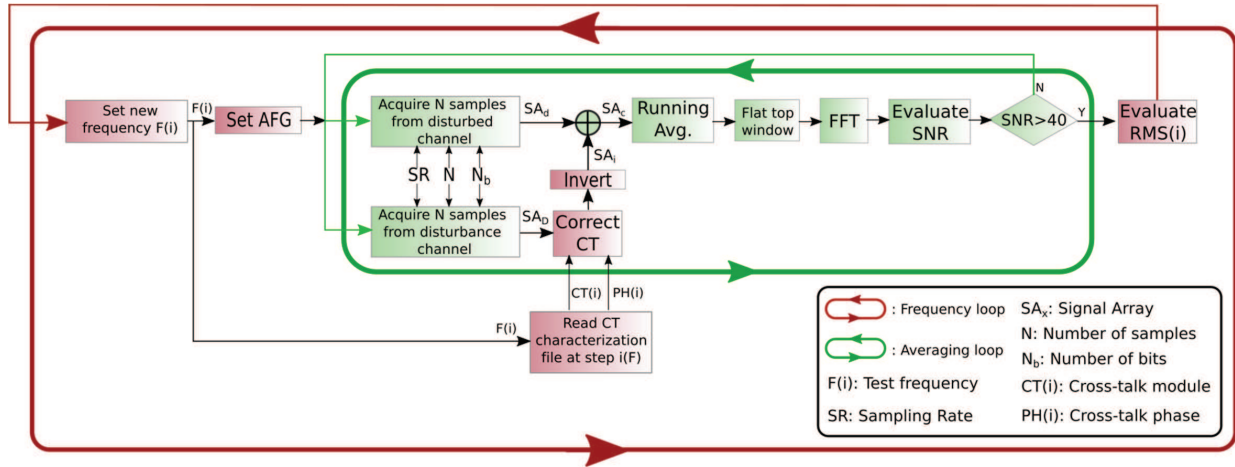 Set new
frequency F(i)
F(i)
Set AFG
Acquire N samples
from disturbed
channel
SAd
SAc
Running
Avg.
Flat top
window
FFT
Evaluate
SNR
SNR>40
N
Y
Evaluate
RMS(i)
SR
N
Nb
SAi
Invert
Acquire N samples
from disturbance
channel
SAD
Correct
CT
CT(i)
PH(i)
F(i)
Read CT
characterization
file at step i(F)
: Frequency loop
: Averaging loop
F(i): Test frequency
SR: Sampling Rate
SAx: Signal Array
N: Number of samples
Nb: Number of bits
CT(i): Cross-talk module
PH(i): Cross-talk phase